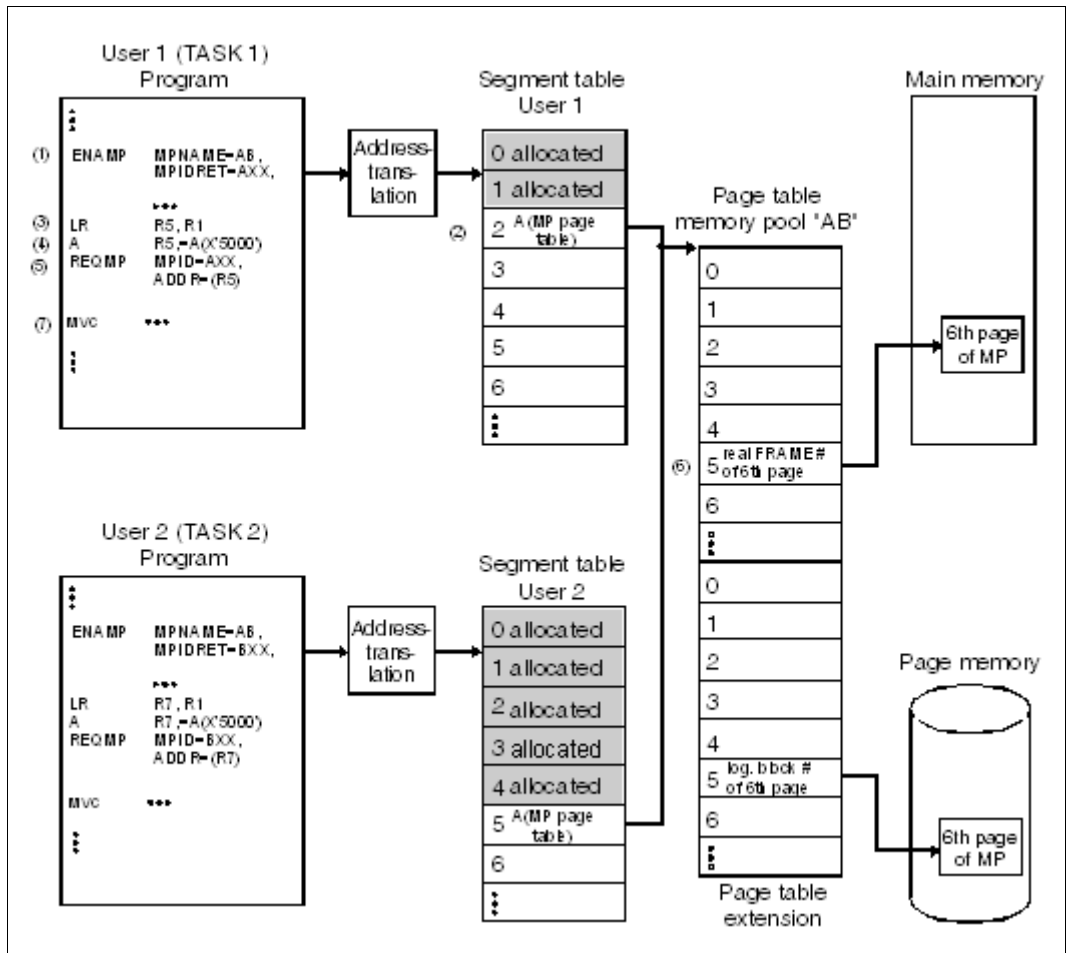 User 1 (TASK 1)
Program
(1) ENAMP MPNAME=AB,
MPIDRET=AXX,
(3) LR R5, R1
(4) A R5,=A(X'5000)
(5) REQMP MPID=AXX,
ADDR=(R5)
(7) MVC
Address-
trans-
lation
Segment table
User 1
0 allocated
1 allocated
(2) 2 A(MP page
table)
3
4
5
6
Page table
memory pool 'AB'
0
1
2
3
4
(6) 5 real FRAME#
of 6th page
6
0
1
2
3
4
5 log. block #
of 6th page
6
Page table
extension
Main memory
6th page
of MP
User 2 (TASK 2)
Program
ENAMP MPNAME=AB,
MPIDRET=BXX,
LR R7, R1
A R7,=A(X'5000)
REQMP MPID=BXX,
ADDR=(R7)
MVC
Address-
trans-
lation
Segment table
User 2
0 allocated
1 allocated
2 allocated
3 allocated
4 allocated
5 A(MP page
table)
6
Page memory
6th page
of MP